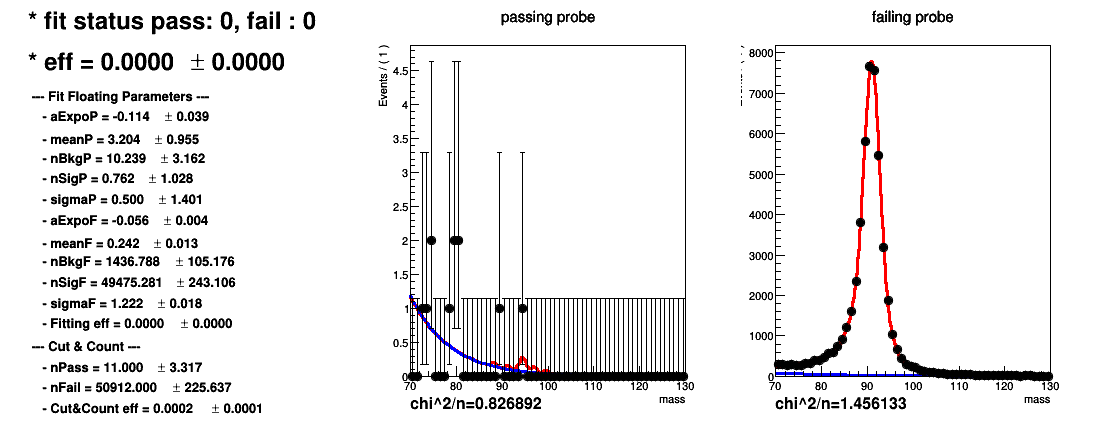 * fit status pass: 0, fail : 0
* eff = 0.0000 ± 0.0000
--- Fit Floating Parameters ---
- aExpoP = -0.114 ± 0.039
- meanP = 3.204 ± 0.955
- nBkgP = 10.239 ± 3.162
- nSigP = 0.762 ± 1.028
- sigmaP = 0.500 ± 1.401
- aExpoF = -0.056 ± 0.004
- meanF = 0.242 ± 0.013
- nBkgF = 1436.788 ± 105.176
- nSigF = 49475.281 ± 243.106
- sigmaF = 1.222 ± 0.018
- Fitting eff = 0.0000 ± 0.0000
--- Cut & Count ---
- nPass = 11.000 ± 3.317
- nFail = 50912.000 ± 225.637
- Cut&Count eff = 0.0002 ± 0.0001
passing probe
Events / ( 1 )
4.5
4
3.5
3
2.5
2
1.5
1
0.5
0
70 80 90 100 110 120 130
mass
chi^2/n=0.826892
failing probe
8000
7000
6000
5000
4000
3000
2000
1000
0
70 80 90 100 110 120 130
mass
chi^2/n=1.456133